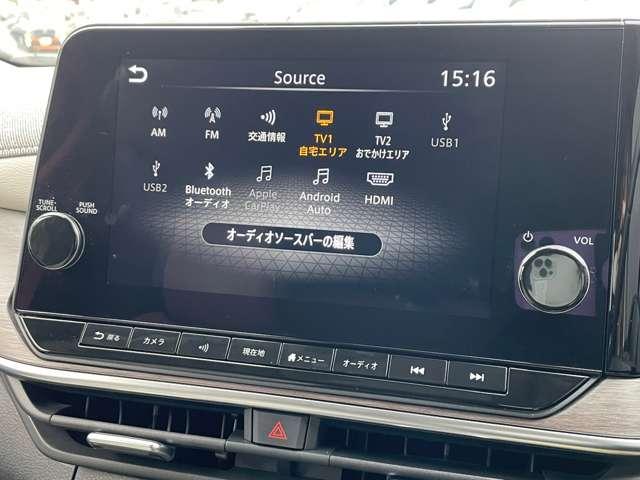 Source
15:16
AM
FM
交通情報
TV1
自宅エリア
TV2
おでかけエリア
USB1
USB2
Bluetooth
オーディオ
Apple
CarPlay
Android
Auto
HDMI
オーディオソースバーの編集
TUNE·
SCROLL
PUSH
SOUND
VOL
戻る
カメラ
現在地
メニュー
オーディオ